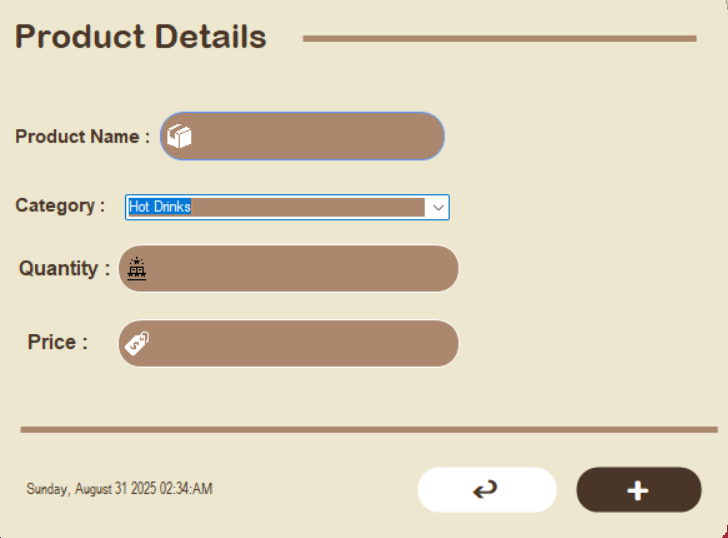 Product Details
Product Name :
Category :
Hot Drinks
Quantity :
Price :
Sunday, August 31 2025 02:34:AM